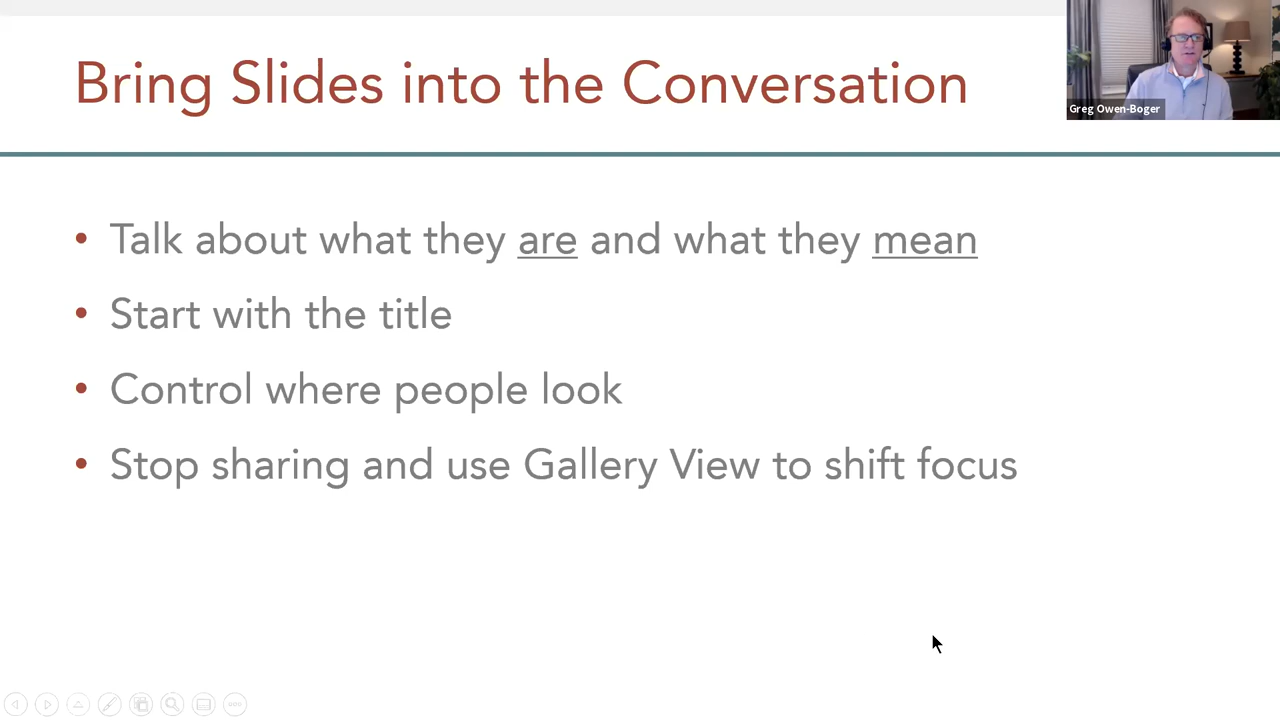 Bring Slides into the Conversation
Greg Owen-Boger
• Talk about what they are and what they mean
• Start with the title
• Control where people look
• Stop sharing and use Gallery View to shift focus